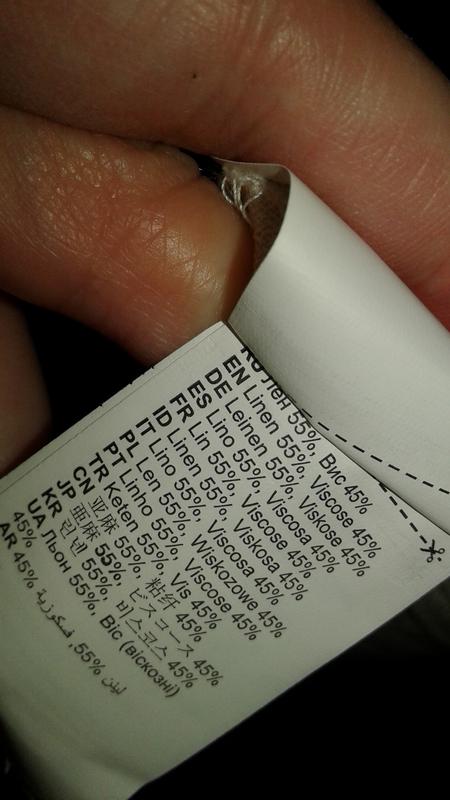 RU Лен 55%, Вис 45%
EN Linen 55%, Viscose 45%
DE Leinen 55%, Viskose 45%
ES Lino 55%, Viscosa 45%
FR Lin 55%, Viscose 45%
ID Linen 55%, Viskosa 45%
IT Lino 55%, Viscosa 45%
PL Len 55%, Wiskozowe 45%
PT Linho 55%, Viscose 45%
TR Keten 55%, Vis 45%
CN 亚麻 55%, 粘纤 45%
JP 亜麻 55%, ビスコース 45%
KR 린넨 55%, 비스코스 45%
UA Льон 55%, Віс (віскозні)
45%
AR لينن 55%, فسكوزية 45%